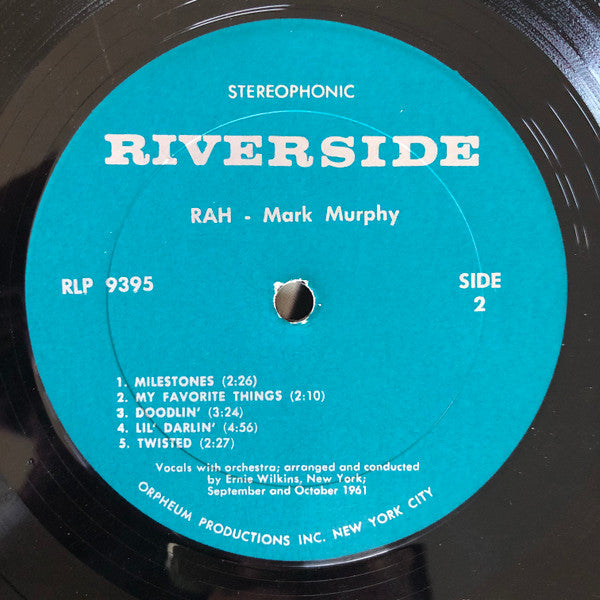 STEREOPHONIC
RIVERSIDE
RAH - Mark Murphy
RLP 9395
SIDE
2
1. MILESTONES (2:26)
2. MY FAVORITE THINGS (2:10)
3. DOODLIN' (3:24)
4. LIL' DARLIN' (4:56)
5. TWISTED (2:27)
Vocals with orchestra; arranged and conducted
by Ernie Wilkins, New York;
September and October 1961
ORPHEUM PRODUCTIONS INC. NEW YORK CITY